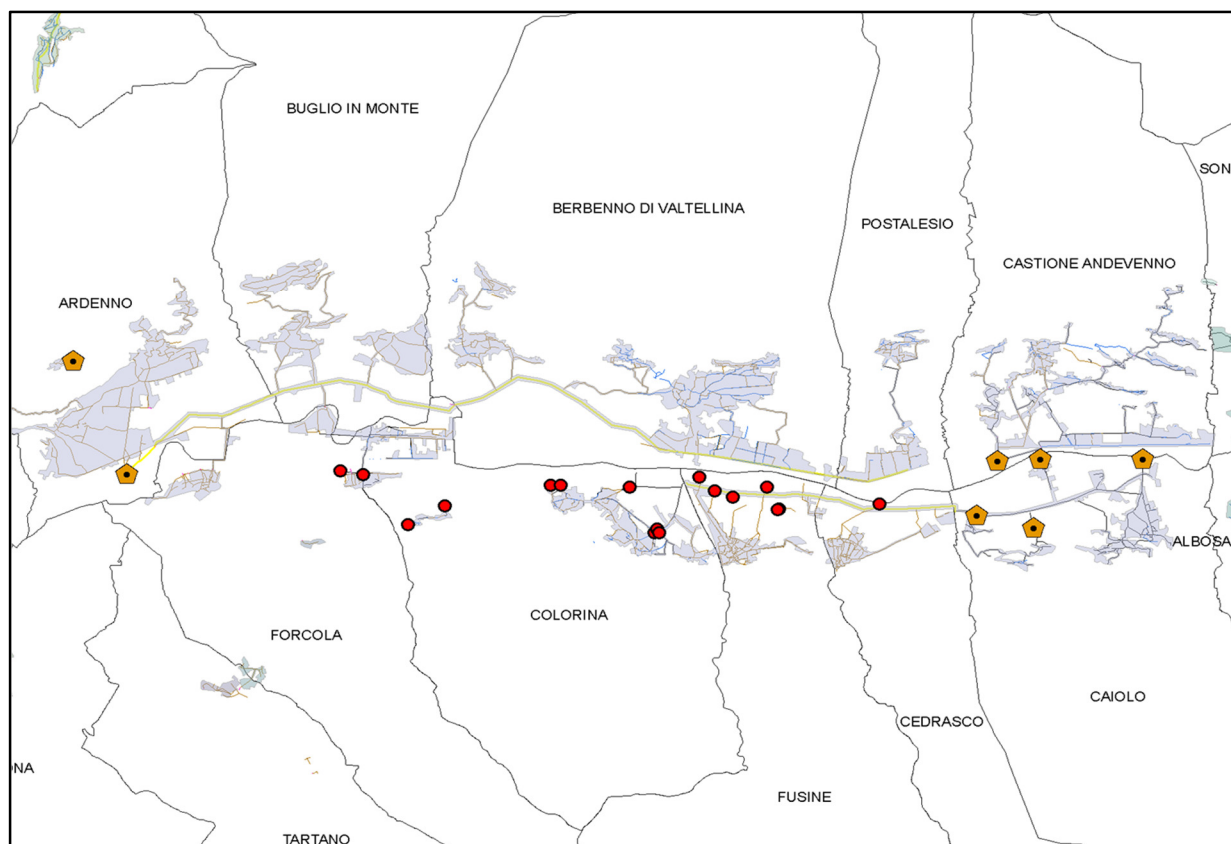 BUGLIO IN MONTE
SON
BERBENNO DI VALTELLINA
POSTALESIO
CASTIONE ANDEVENNO
ARDENNO
ALBOSA
COLORINA
FORCOLA
CAIOLO
CEDRASCO
NA
FUSINE
TARTANO